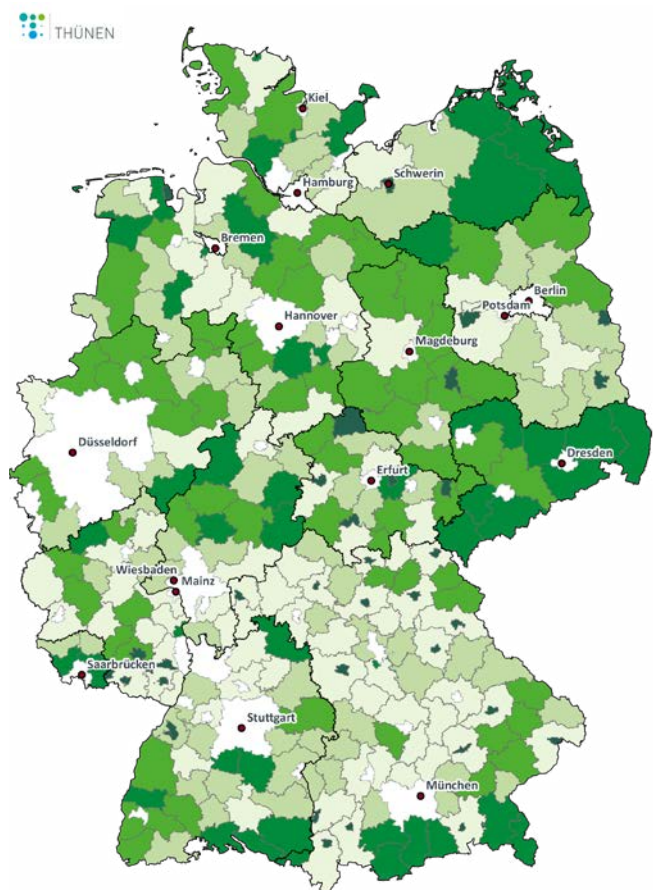 THÜNEN
Kiel
Schwerin
Hamburg
Bremen
Berlin
Potsdam
Hannover
Magdeburg
Düsseldorf
Erfurt
Dresden
Wiesbaden
Mainz
Saarbrücken
Stuttgart
München